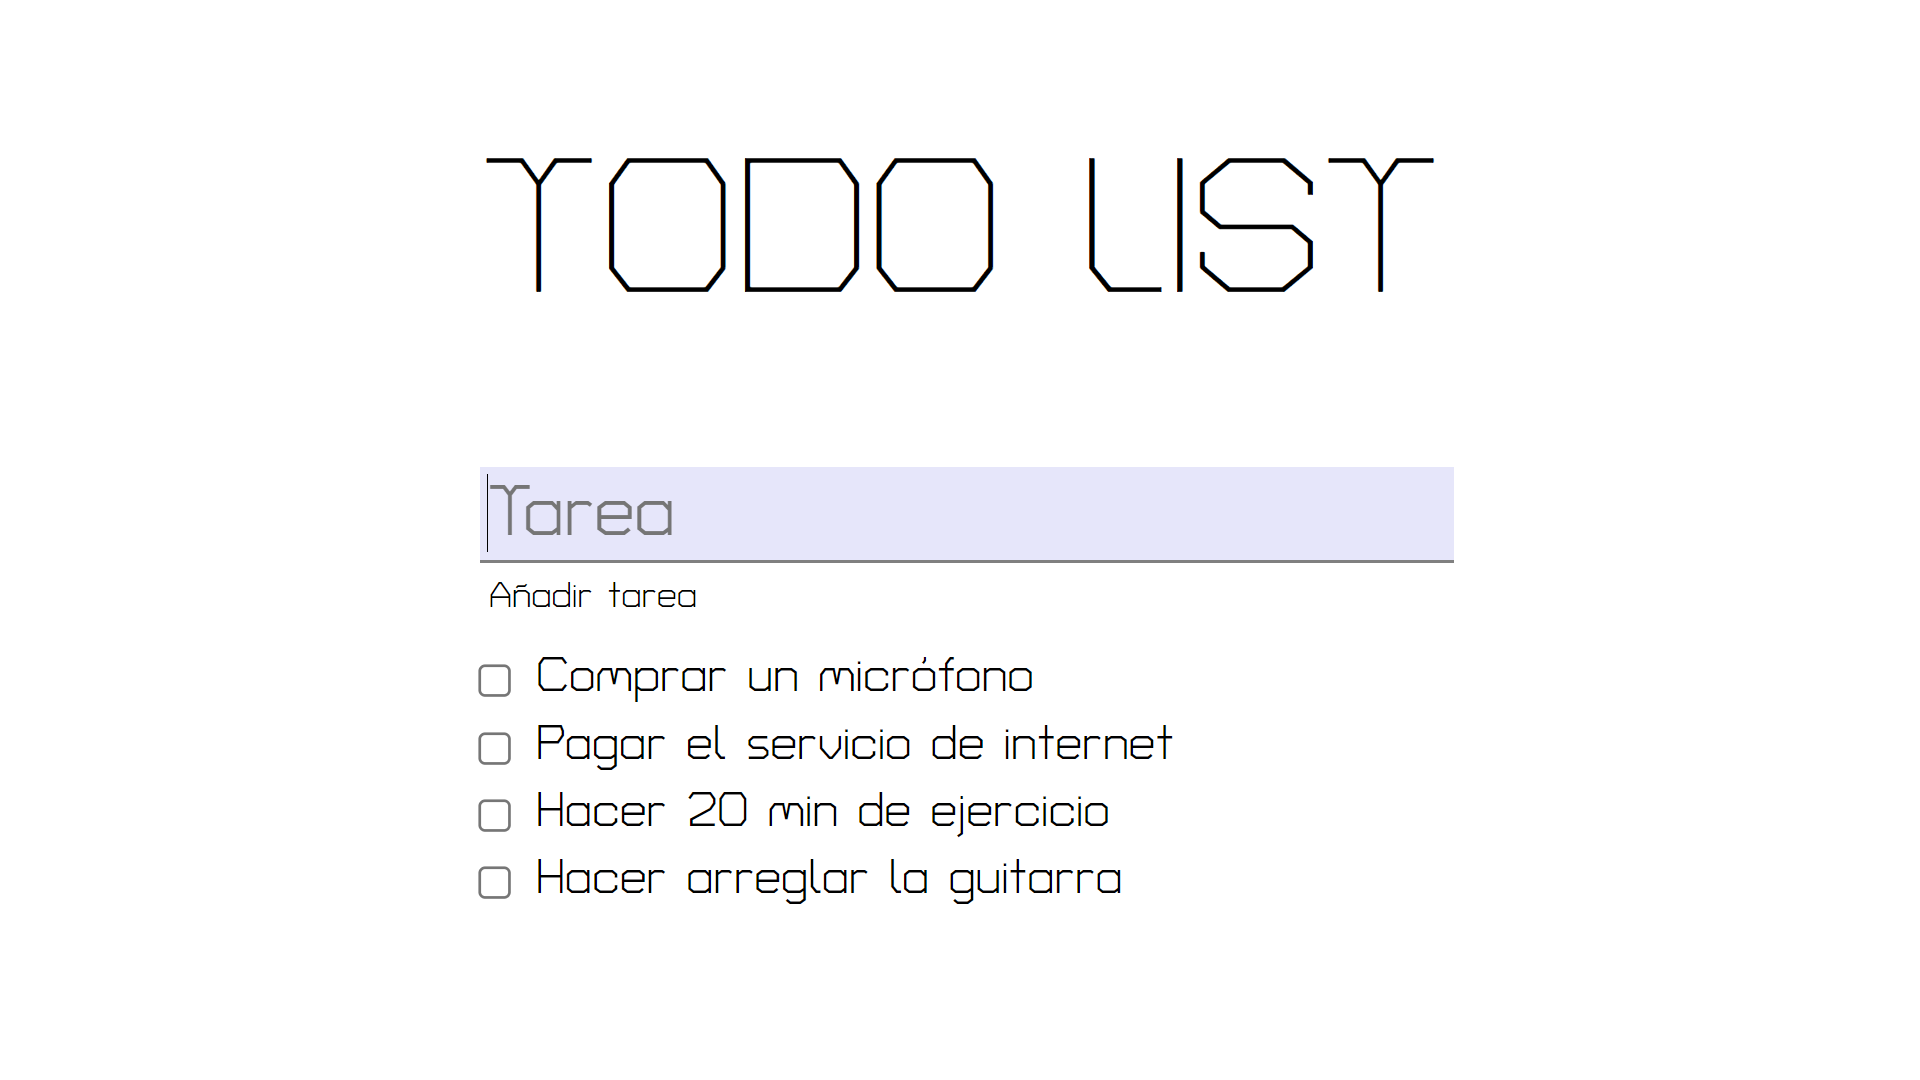 TODO LIST
Tarea
Añadir tarea
Comprar un micrófono
Pagar el servicio de internet
Hacer 20 min de ejercicio
Hacer arreglar la guitarra